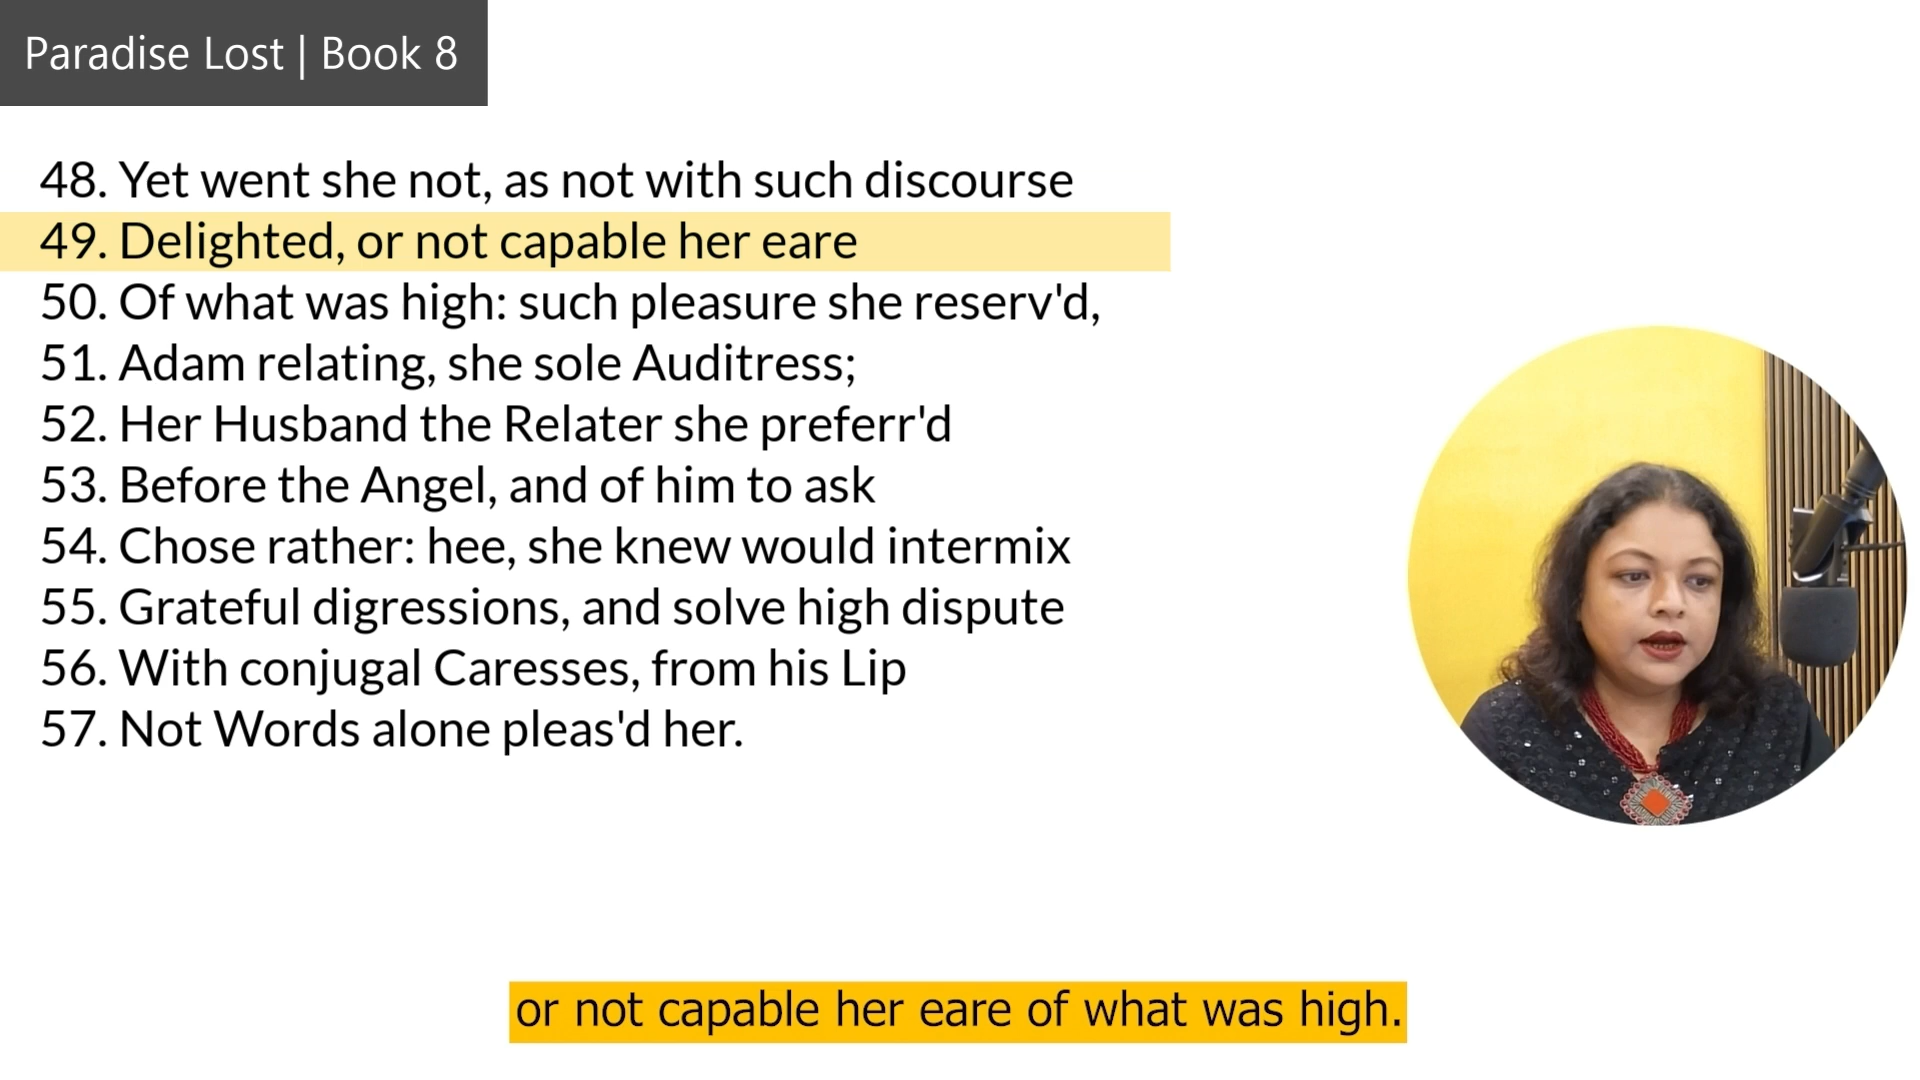 Paradise Lost | Book 8
48. Yet went she not, as not with such discourse
49. Delighted, or not capable her eare
50. Of what was high: such pleasure she reserv'd,
51. Adam relating, she sole Auditress;
52. Her Husband the Relater she preferr'd
53. Before the Angel, and of him to ask
54. Chose rather: hee, she knew would intermix
55. Grateful digressions, and solve high dispute
56. With conjugal Caresses, from his Lip
57. Not Words alone pleas'd her.
or not capable her eare of what was high.